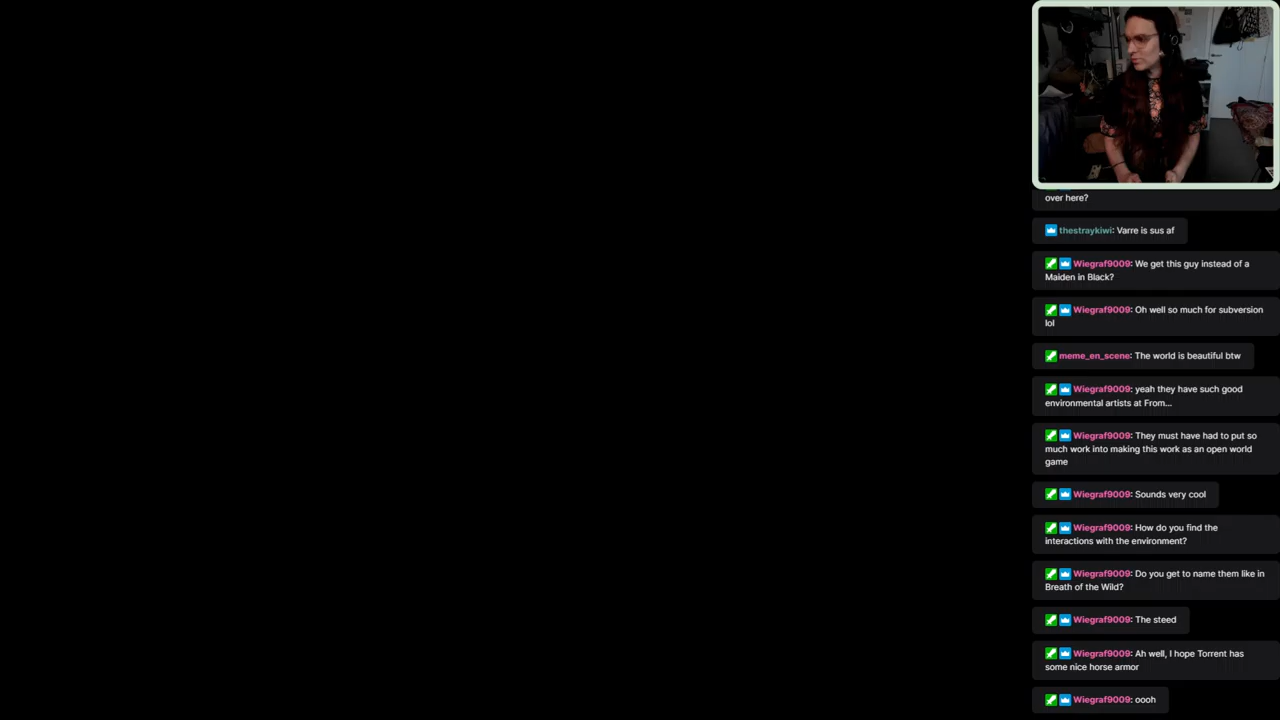 over here?
thestraykiwi: Varre is sus af
Wiegraf9009: We get this guy instead of a
Maiden in Black?
Wiegraf9009: Oh well so much for subversion
lol
meme_en_scene: The world is beautiful btw
Wiegraf9009: yeah they have such good
environmental artists at From...
Wiegraf9009: They must have had to put so
much work into making this work as an open world
game
Wiegraf9009: Sounds very cool
Wiegraf9009: How do you find the
interactions with the environment?
Wiegraf9009: Do you get to name them like in
Breath of the Wild?
Wiegraf9009: The steed
Wiegraf9009: Ah well, I hope Torrent has
some nice horse armor
Wiegraf9009: oooh